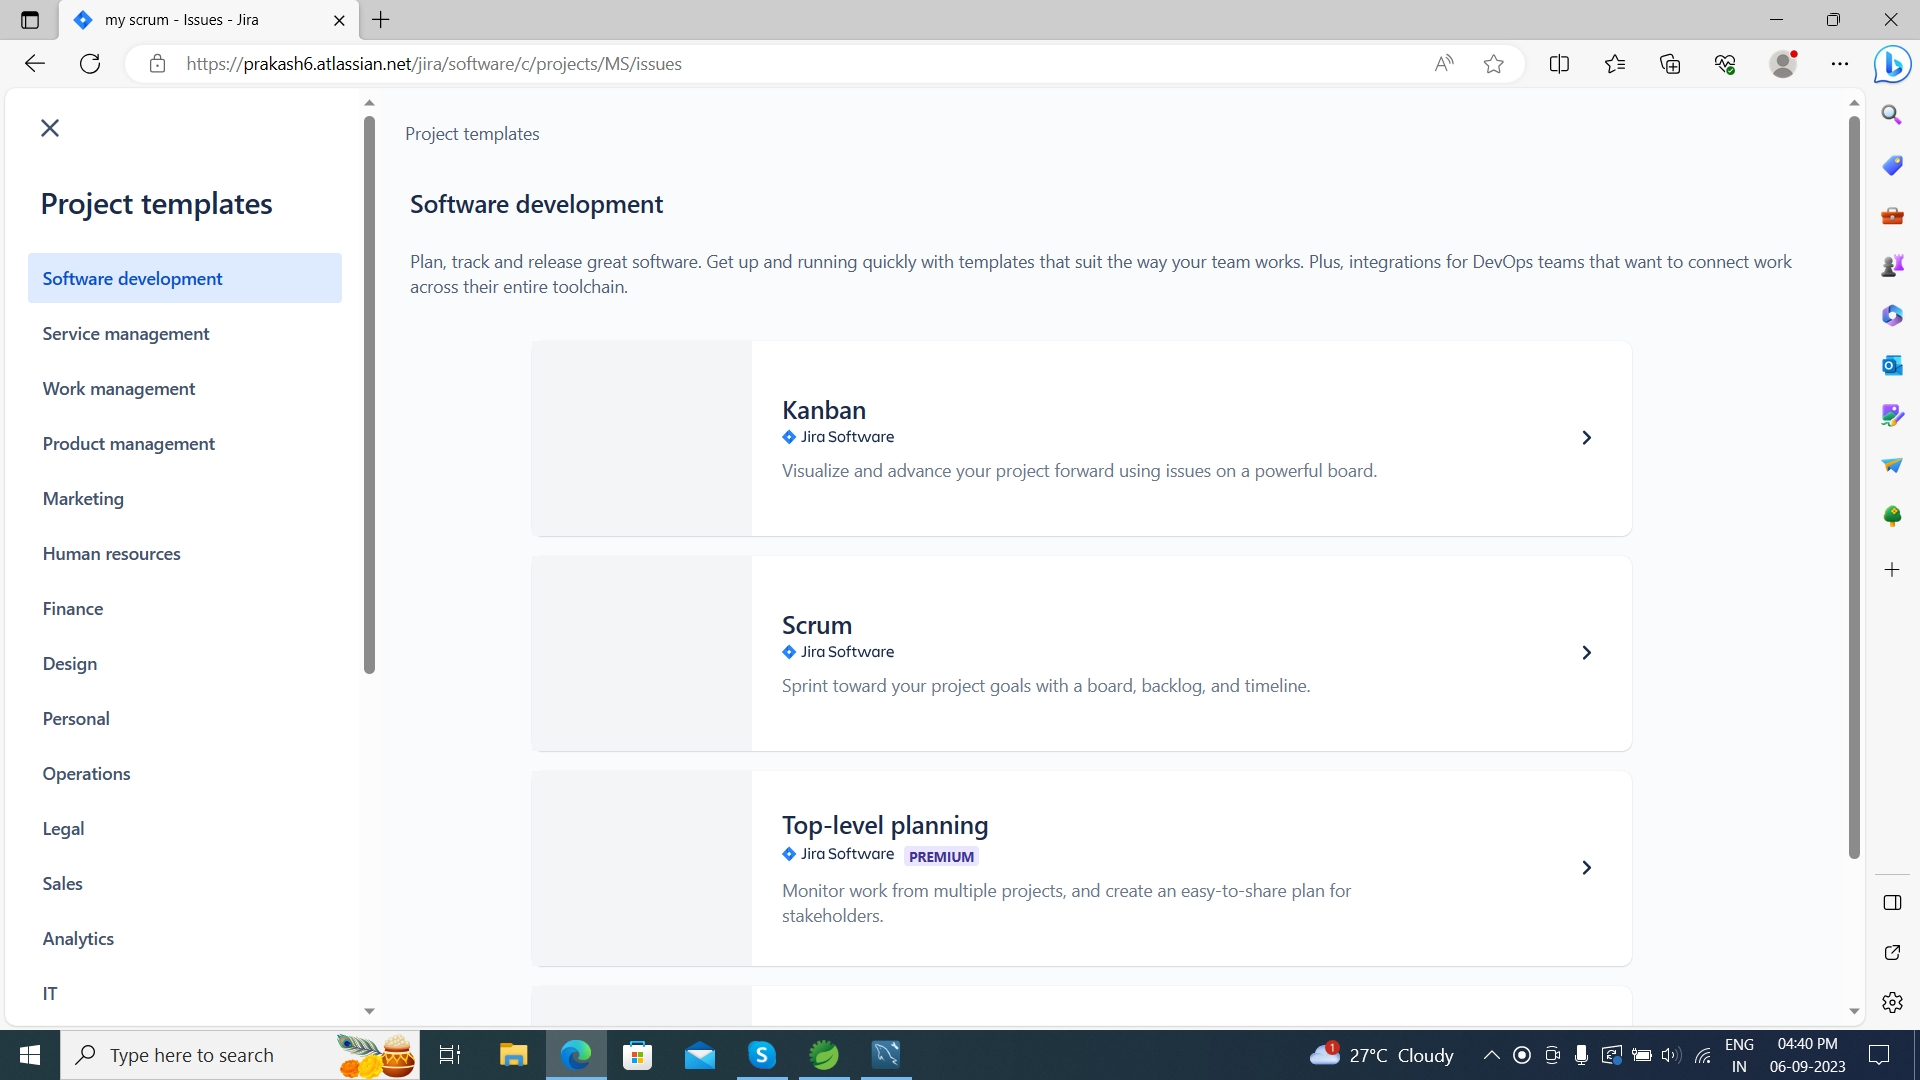 my scrum - Issues - Jira
https://prakash6.atlassian.net/jira/software/c/projects/MS/issues
Project templates
Software development
Service management
Work management
Product management
Marketing
Human resources
Finance
Design
Personal
Operations
Legal
Sales
Analytics
IT
Project templates
Software development
Plan, track and release great software. Get up and running quickly with templates that suit the way your team works. Plus, integrations for DevOps teams that want to connect work
across their entire toolchain.
Kanban
Jira Software
Visualize and advance your project forward using issues on a powerful board.
Scrum
Jira Software
Sprint toward your project goals with a board, backlog, and timeline.
Top-level planning
Jira Software PREMIUM
Monitor work from multiple projects, and create an easy-to-share plan for
stakeholders.
Type here to search
1
27°C Cloudy
ENG
IN
04:40 PM
06-09-2023